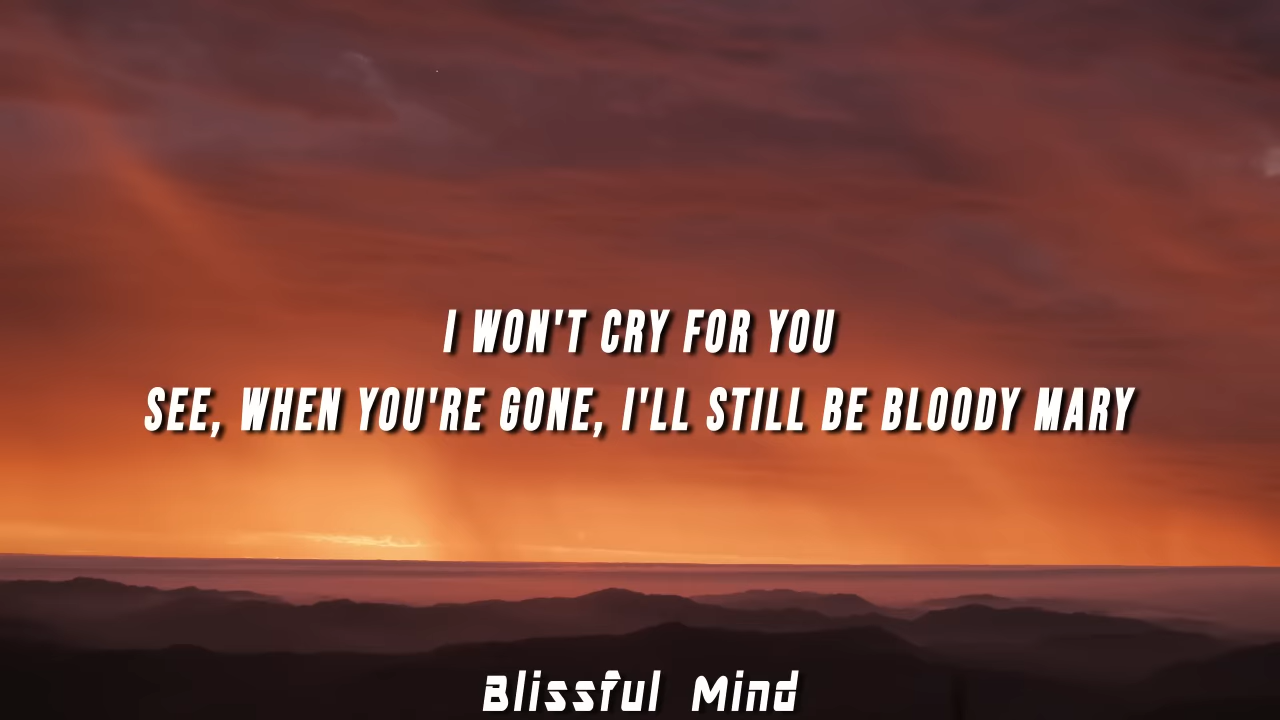 I WON'T CRY FOR YOU
SEE, WHEN YOU'RE GONE, I'LL STILL BE BLOODY MARY
Blissful Mind